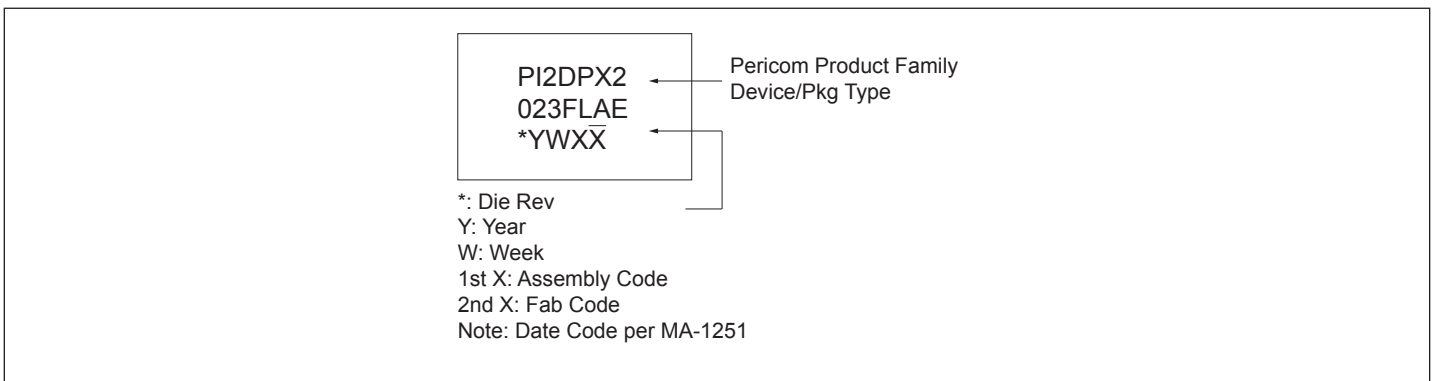 PI2DPX2
023FLAE
*YWXX̅
Pericom Product Family
Device/Pkg Type
*: Die Rev
Y: Year
W: Week
1st X: Assembly Code
2nd X: Fab Code
Note: Date Code per MA-1251